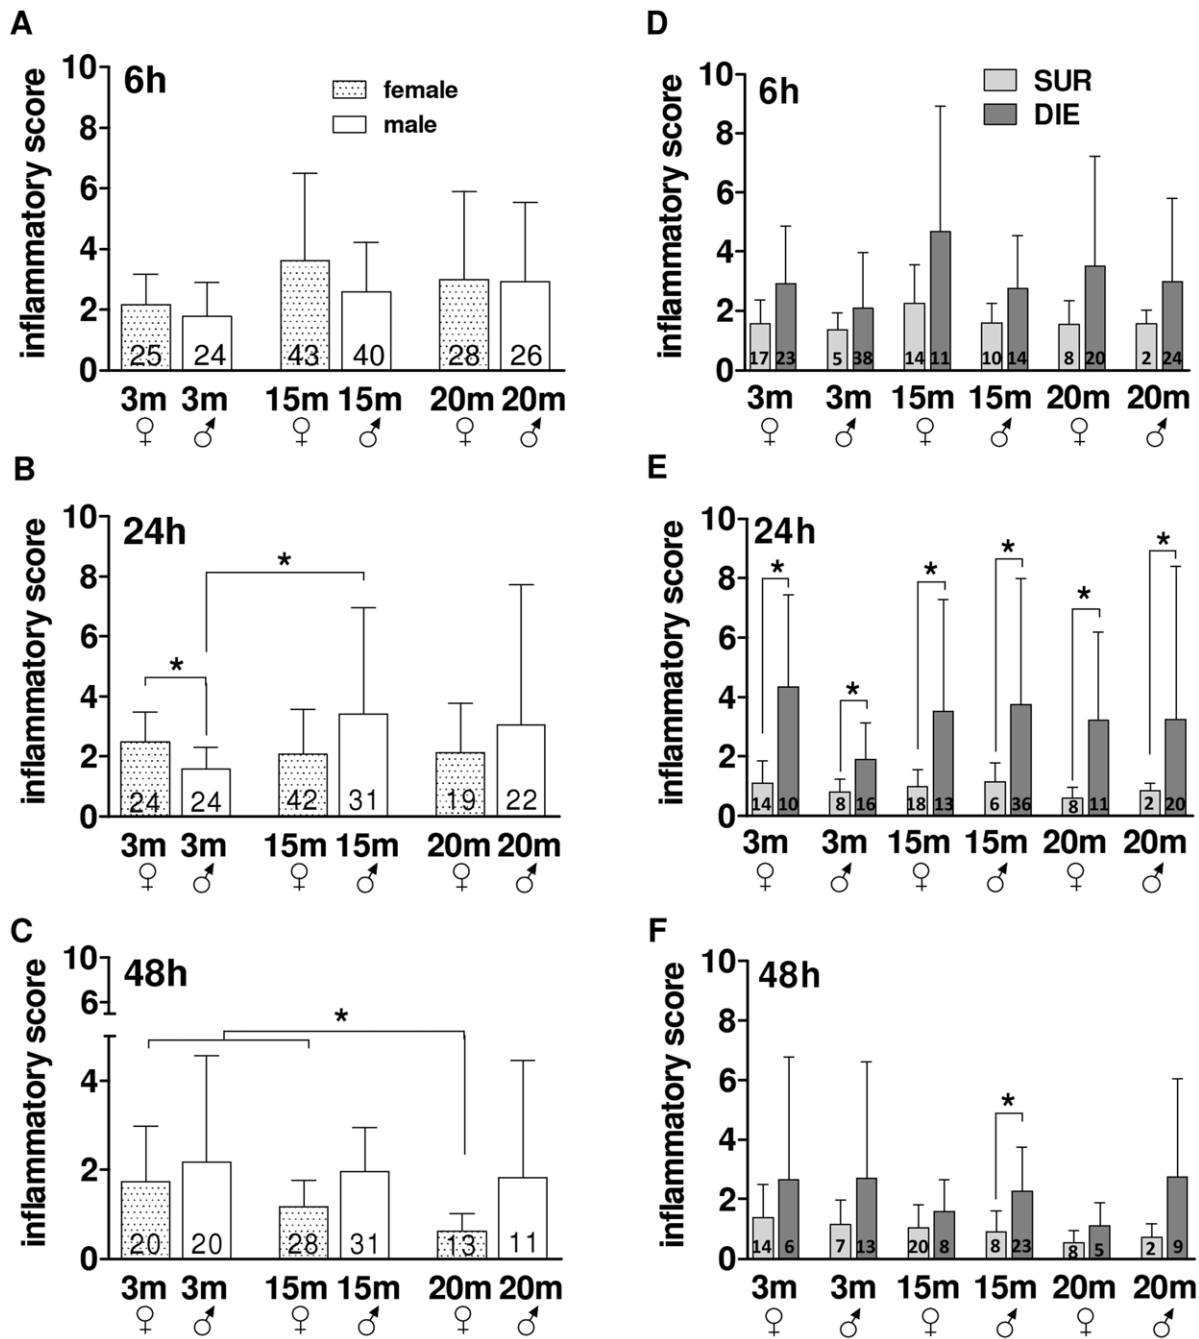 A
inflammatory score
10
8
6
4
2
0
6h
female
male
25 24 43 40 28 26
3m 3m 15m 15m 20m 20m
♀ ♂ ♀ ♂ ♀ ♂
D
inflammatory score
10
8
6
4
2
0
6h
SUR
DIE
17 23 5 38 14 11 10 14 8 20 2 24
3m 3m 15m 15m 20m 20m
♀ ♂ ♀ ♂ ♀ ♂
B
inflammatory score
10
8
6
4
2
0
24h
*
*
24 24 42 31 19 22
3m 3m 15m 15m 20m 20m
♀ ♂ ♀ ♂ ♀ ♂
E
inflammatory score
10
8
6
4
2
0
24h
* * * * * *
14 10 8 16 18 13 6 36 8 11 2 20
3m 3m 15m 15m 20m 20m
♀ ♂ ♀ ♂ ♀ ♂
C
inflammatory score
10
6
4
2
0
48h
*
20 20 28 31 13 11
3m 3m 15m 15m 20m 20m
♀ ♂ ♀ ♂ ♀ ♂
F
inflammatory score
10
8
6
4
2
0
48h
*
14 6 7 13 20 8 8 23 8 5 2 9
3m 3m 15m 15m 20m 20m
♀ ♂ ♀ ♂ ♀ ♂